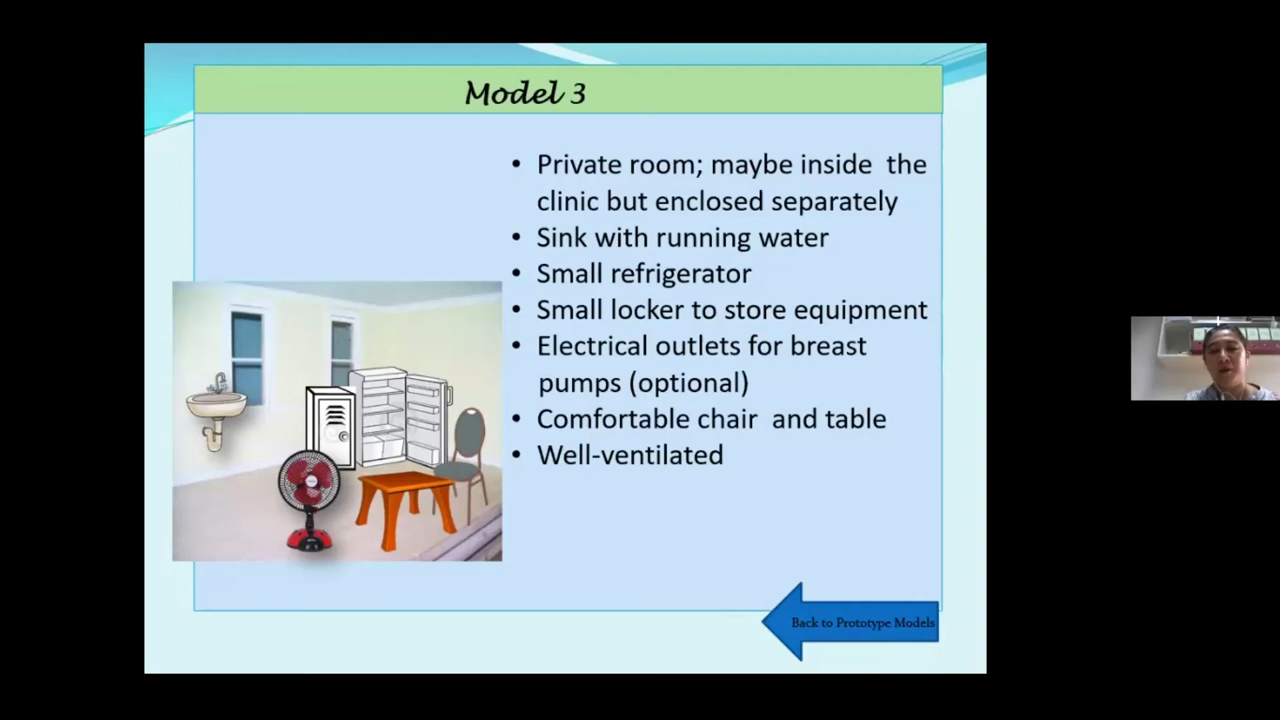 Model 3
• Private room; maybe inside the
clinic but enclosed separately
• Sink with running water
• Small refrigerator
• Small locker to store equipment
• Electrical outlets for breast
pumps (optional)
• Comfortable chair and table
• Well-ventilated
Back to Prototype Models